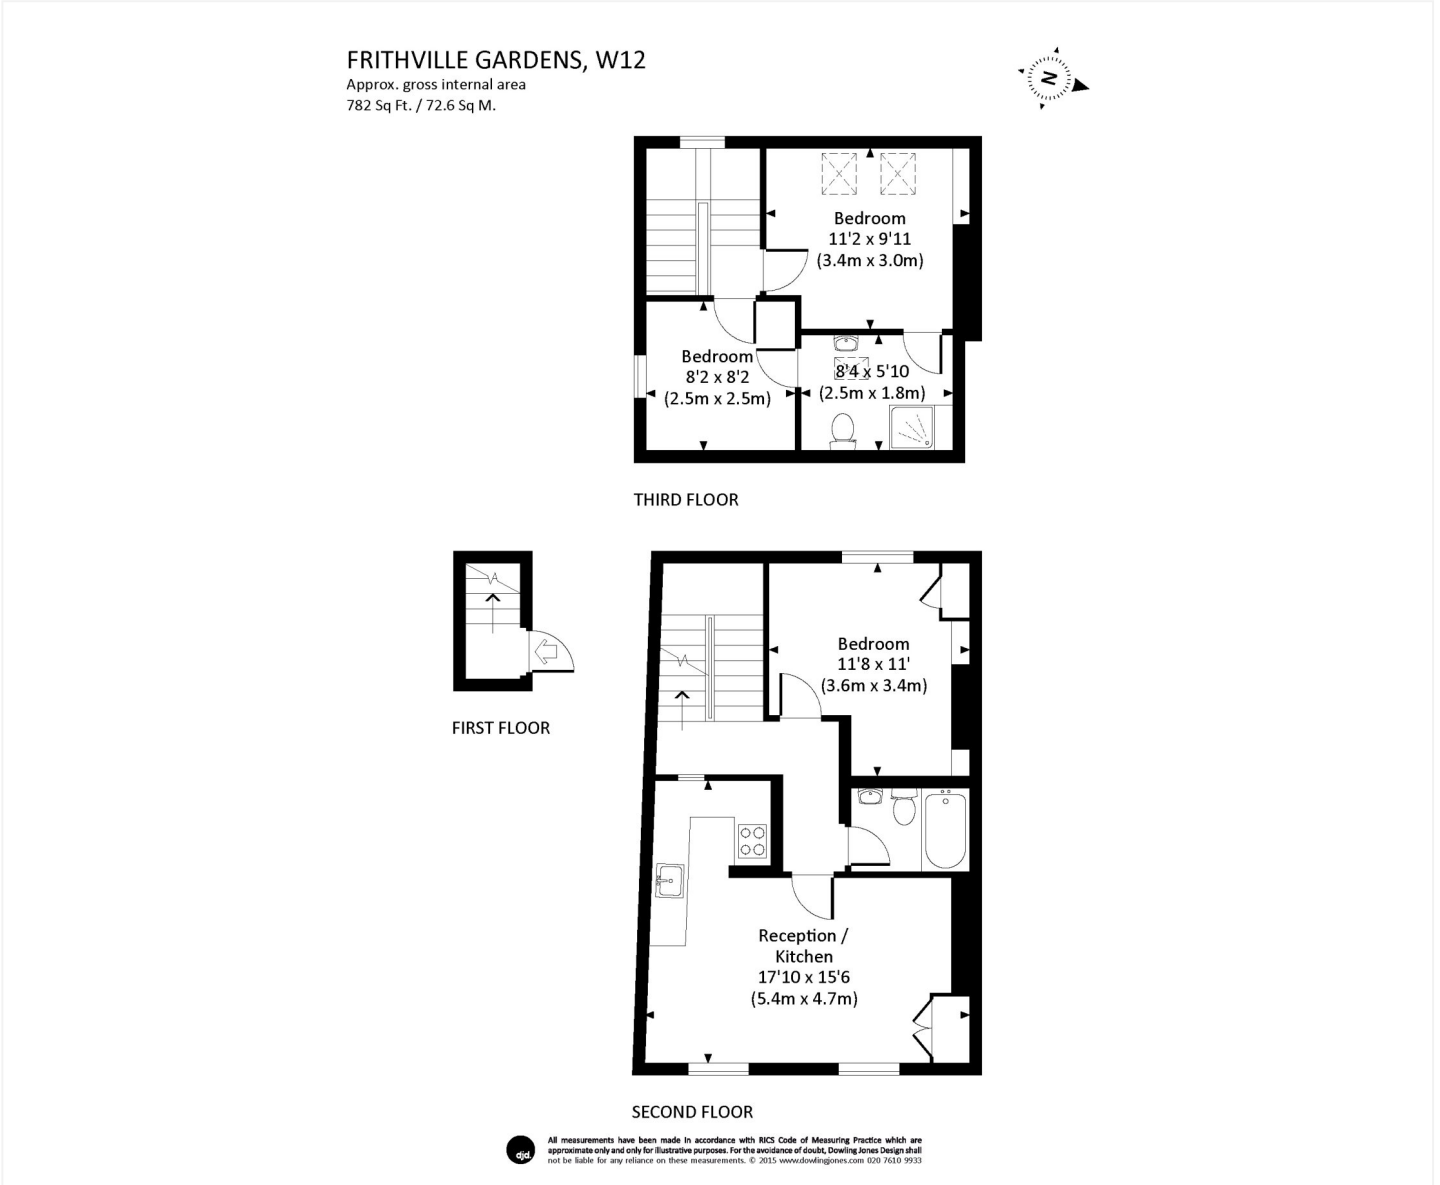 FRITHVILLE GARDENS, W12
Approx. gross internal area
782 Sq Ft. / 72.6 Sq M.
N
Bedroom
11'2 x 9'11
(3.4m x 3.0m)
Bedroom
8'2 x 8'2
(2.5m x 2.5m)
8'4 x 5'10
(2.5m x 1.8m)
THIRD FLOOR
FIRST FLOOR
Bedroom
11'8 x 11'
(3.6m x 3.4m)
Reception /
Kitchen
17'10 x 15'6
(5.4m x 4.7m)
SECOND FLOOR
djd.
All measurements have been made in accordance with RICS Code of Measuring Practice which are
approximate only and only for illustrative purposes. For the avoidance of doubt, Dowling Jones Design shall
not be liable for any reliance on these measurements. © 2015 www.dowlingjones.com 020 7610 9933